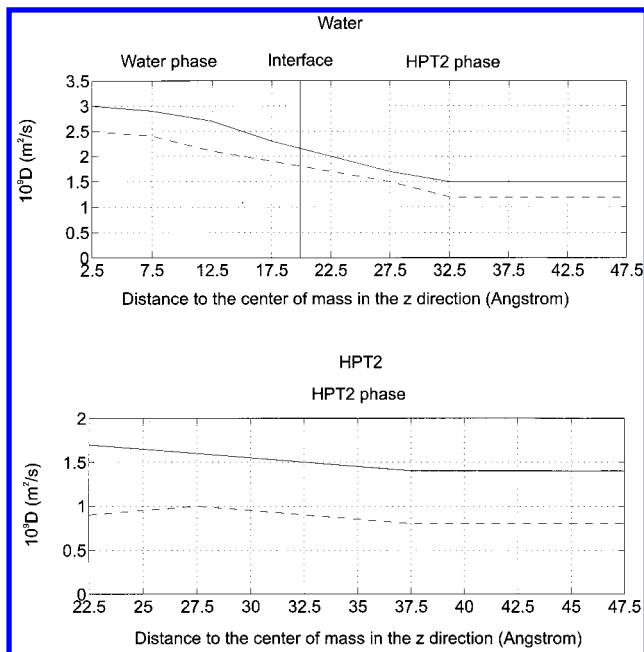 Water
Water phase Interface HPT2 phase
3.5
3
2.5
2
1.5
1
0.5
0
10⁹D (m²/s)
2.5 7.5 12.5 17.5 22.5 27.5 32.5 37.5 42.5 47.5
Distance to the center of mass in the z direction (Angstrom)
HPT2
HPT2 phase
2
1.5
1
0.5
0
10⁹D (m²/s)
22.5 25 27.5 30 32.5 35 37.5 40 42.5 45 47.5
Distance to the center of mass in the z direction (Angstrom)